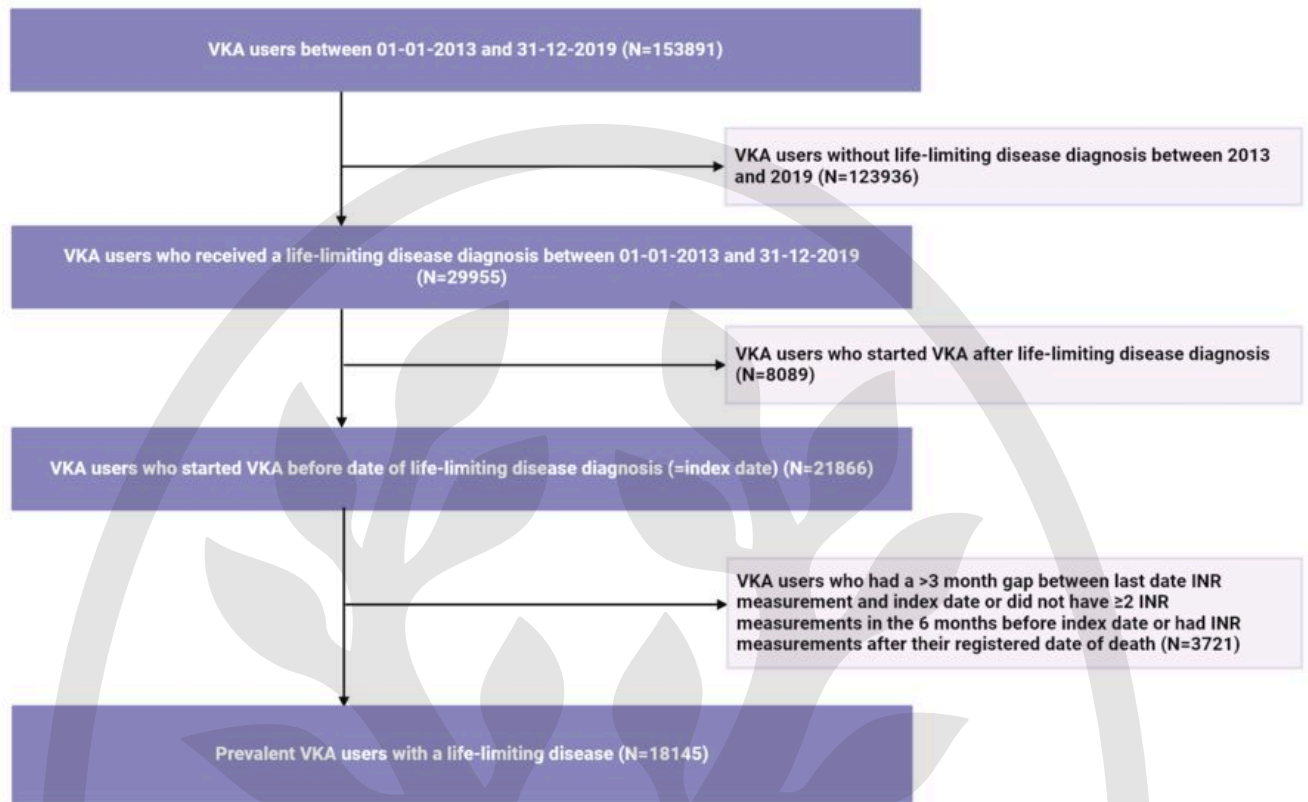 VKA users between 01-01-2013 and 31-12-2019 (N=153891)
VKA users without life-limiting disease diagnosis between 2013
and 2019 (N=123936)
VKA users who received a life-limiting disease diagnosis between 01-01-2013 and 31-12-2019
(N=29955)
VKA users who started VKA after life-limiting disease diagnosis
(N=8089)
VKA users who started VKA before date of life-limiting disease diagnosis (=index date) (N=21866)
VKA users who had a >3 month gap between last date INR
measurement and index date or did not have ≥2 INR
measurements in the 6 months before index date or had INR
measurements after their registered date of death (N=3721)
Prevalent VKA users with a life-limiting disease (N=18145)